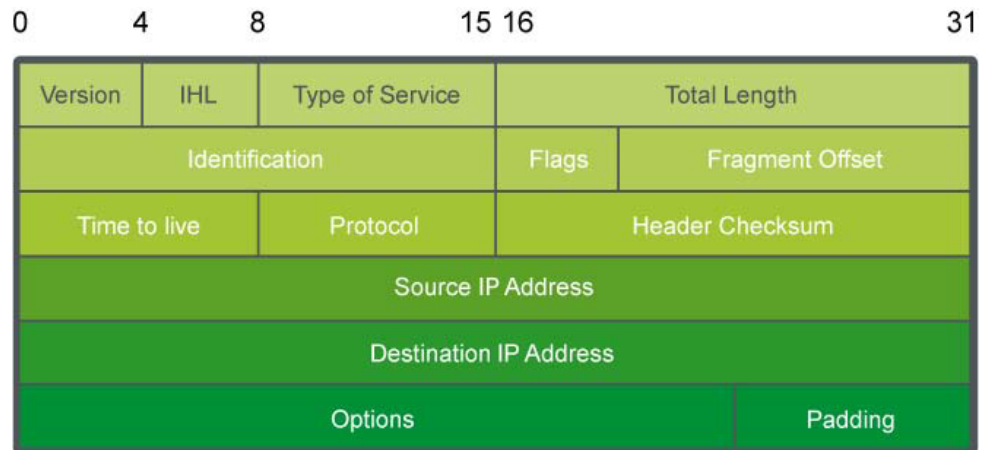 0 4 8 15 16 31
Version IHL Type of Service Total Length
Identification Flags Fragment Offset
Time to live Protocol Header Checksum
Source IP Address
Destination IP Address
Options Padding